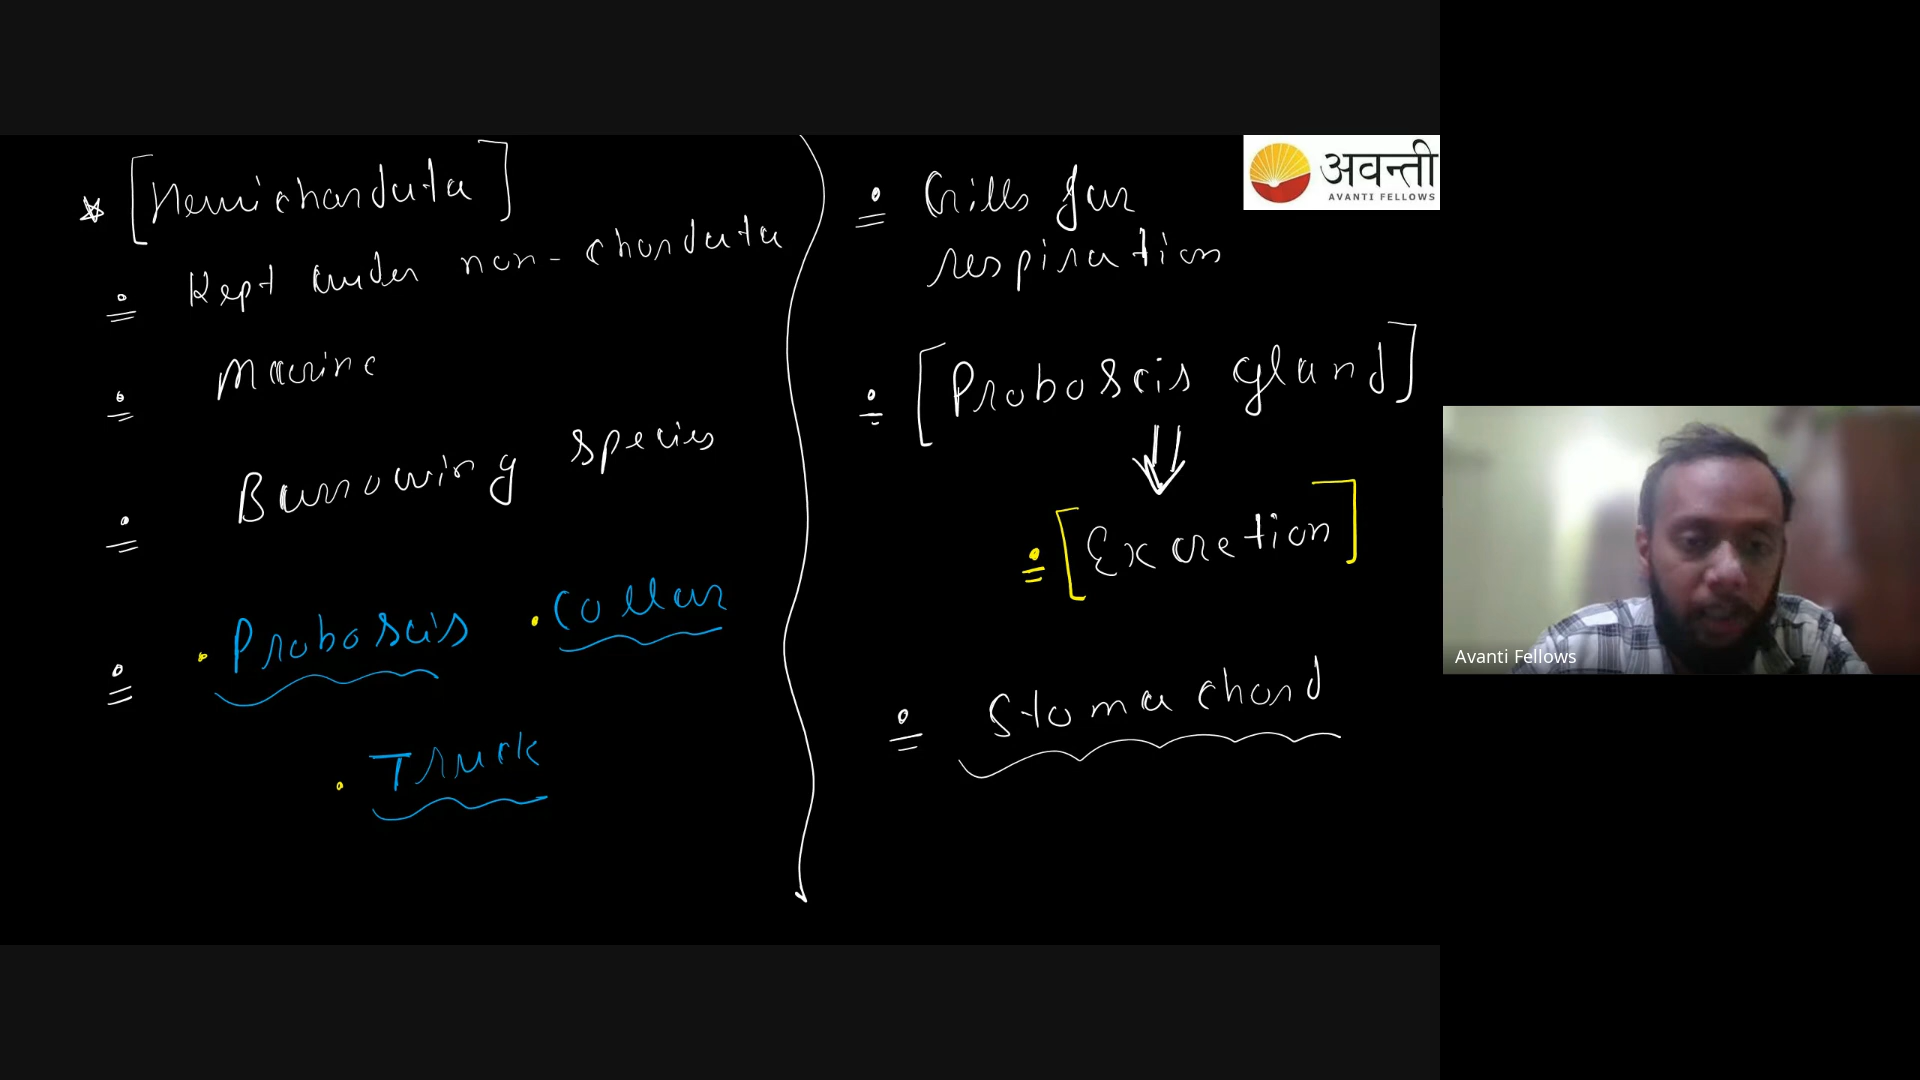 * [Hemichordata]
Kept under non-chordata
Marine
Burrowing species
• Proboscis • Collar
• Trunk
Gills for
respiration
[Proboscis gland]
[Excretion]
Stomachord
अवन्ती
AVANTI FELLOWS
Avanti Fellows